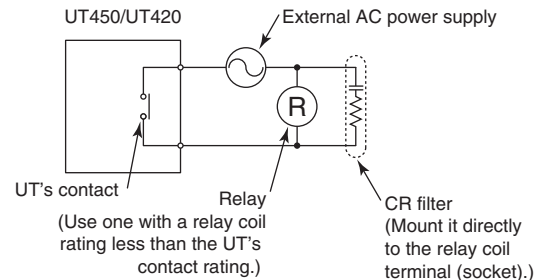 UT450/UT420
External AC power supply
R
UT's contact
Relay
(Use one with a relay coil
rating less than the UT's
contact rating.)
CR filter
(Mount it directly
to the relay coil
terminal (socket).)